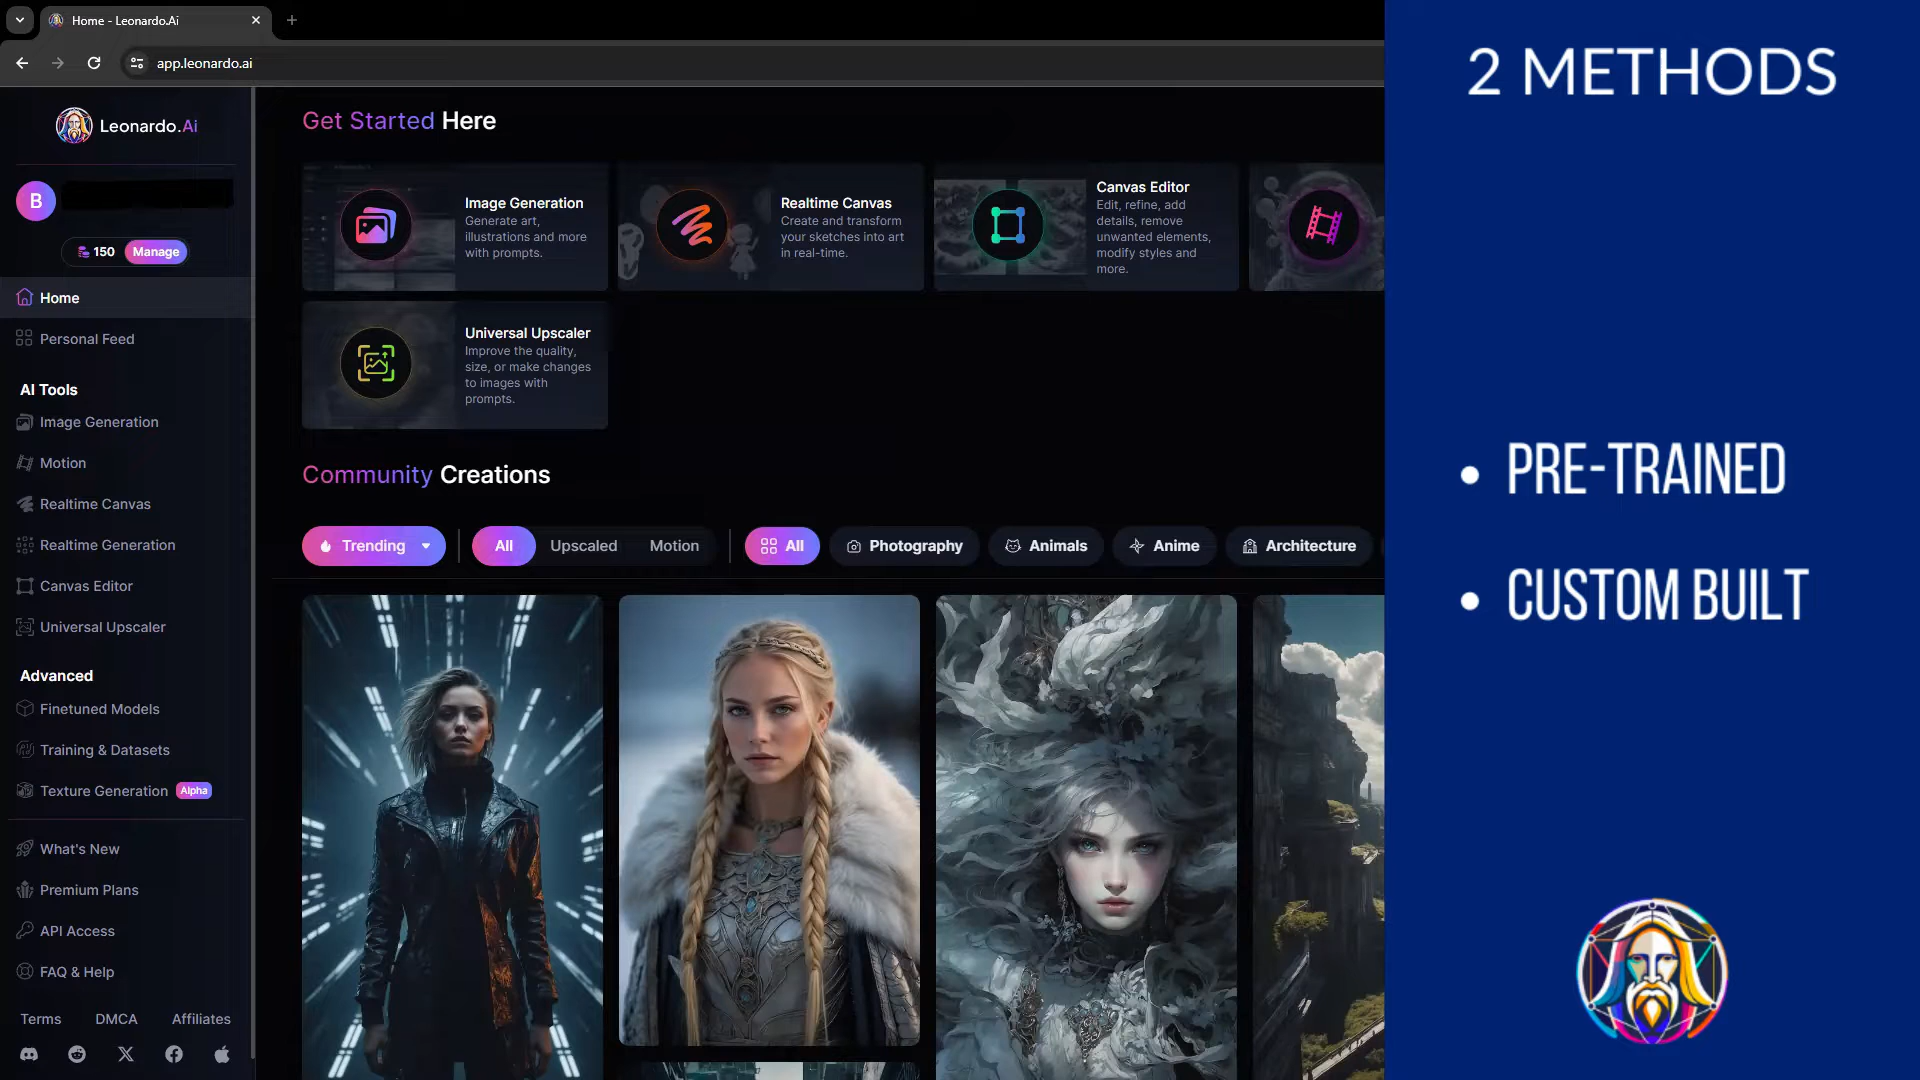 Home - Leonardo.Ai
app.leonardo.ai
Leonardo.Ai
B
150 Manage
Home
Personal Feed
AI Tools
Image Generation
Motion
Realtime Canvas
Realtime Generation
Canvas Editor
Universal Upscaler
Advanced
Finetuned Models
Training & Datasets
Texture Generation Alpha
What's New
Premium Plans
API Access
FAQ & Help
Terms DMCA Affiliates
Get Started Here
Image Generation
Generate art,
illustrations and more
with prompts.
Realtime Canvas
Create and transform
your sketches into art
in real-time.
Canvas Editor
Edit, refine, add
details, remove
unwanted elements,
modify styles and
more.
Universal Upscaler
Improve the quality,
size, or make changes
to images with
prompts.
Community Creations
Trending All Upscaled Motion All Photography Animals Anime Architecture
2 METHODS
• PRE-TRAINED
• CUSTOM BUILT